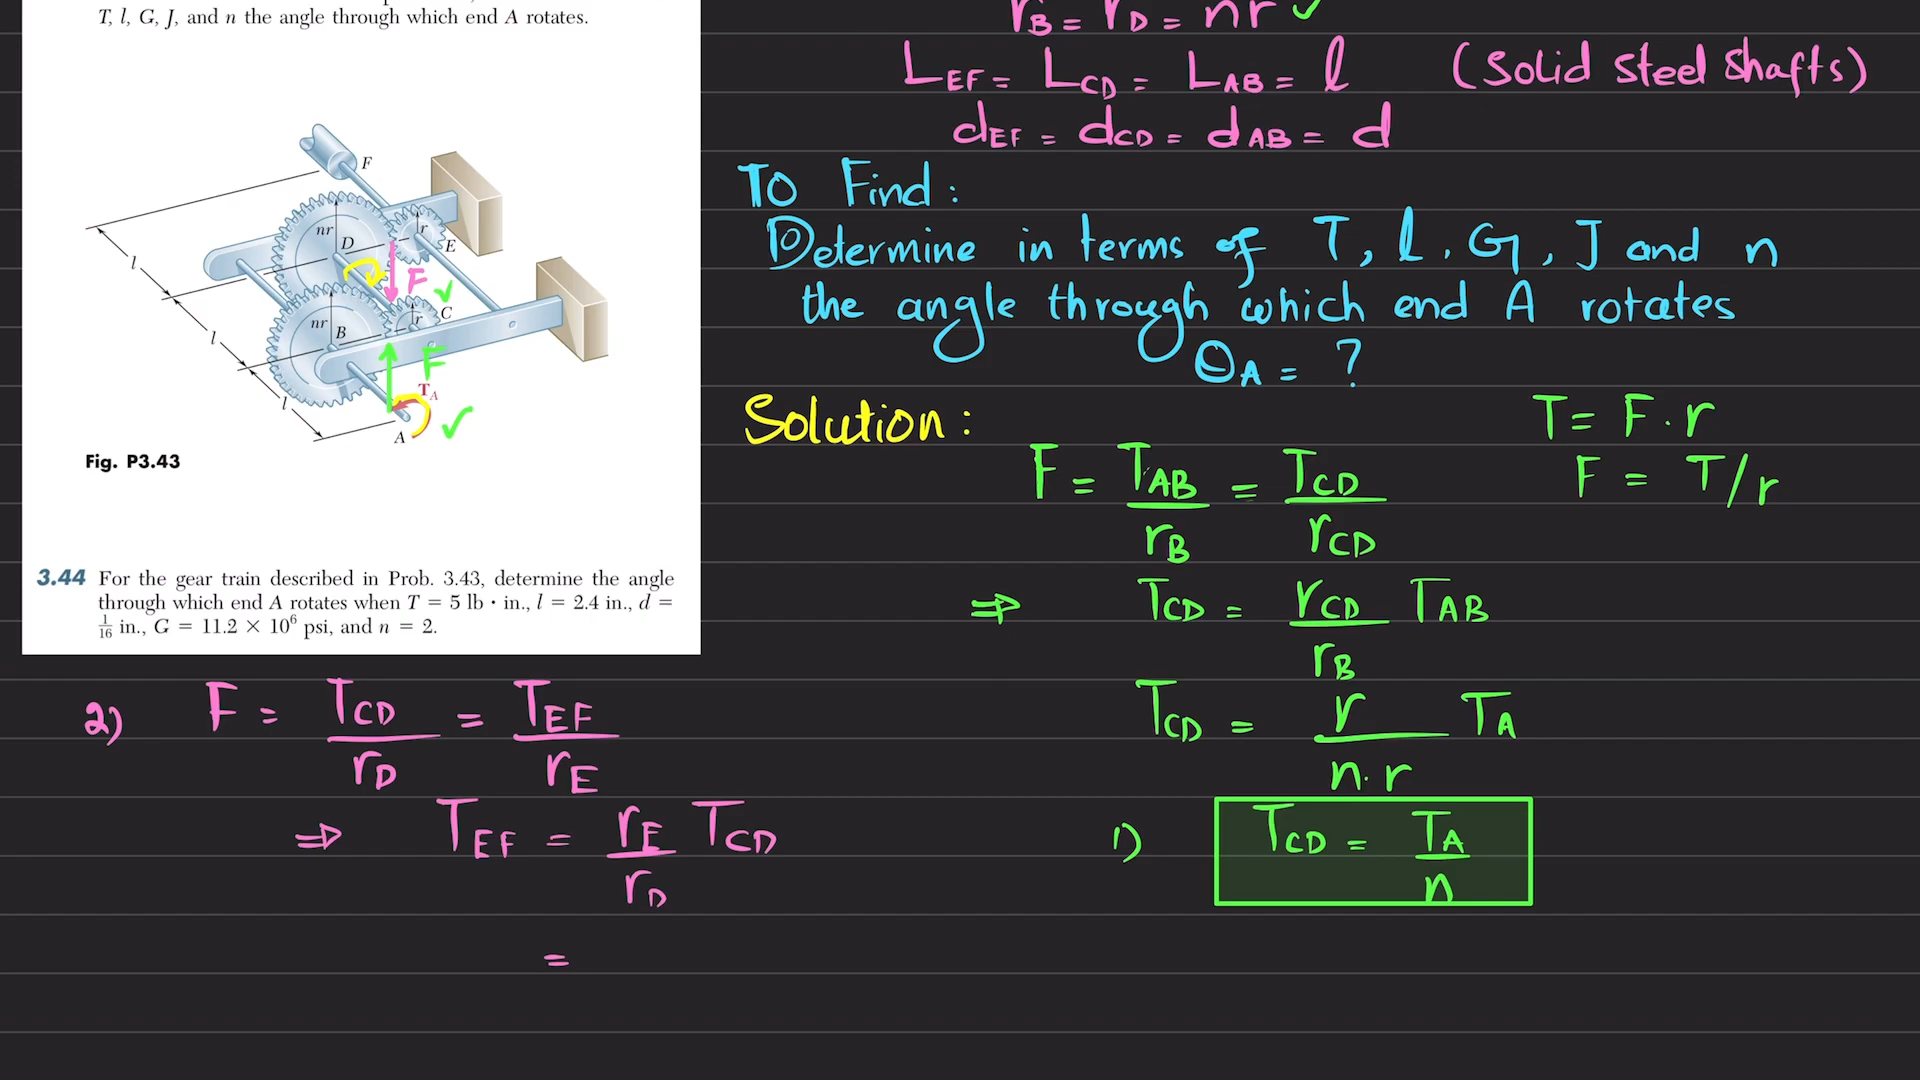 T, l, G, J, and n the angle through which end A rotates.
F
nr
r
D
E
l
F
nr
r
C
B
l
F
T_A
l
A
Fig. P3.43
3.44 For the gear train described in Prob. 3.43, determine the angle
through which end A rotates when T = 5 lb · in., l = 2.4 in., d =
1/16 in., G = 11.2 × 10⁶ psi, and n = 2.
r_B = r_D = nr ✓
L_EF = L_CD = L_AB = l (Solid Steel Shafts)
d_EF = d_CD = d_AB = d
To Find:
Determine in terms of T, l, G, J and n
the angle through which end A rotates
θ_A = ?
Solution:
T = F · r
F = T/r
F = T_AB/r_B = T_CD/r_CD
⇒ T_CD = r_CD/r_B T_AB
T_CD = r/n·r T_A
1) T_CD = T_A/n
2) F = T_CD/r_D = T_EF/r_E
⇒ T_EF = r_E/r_D T_CD
=